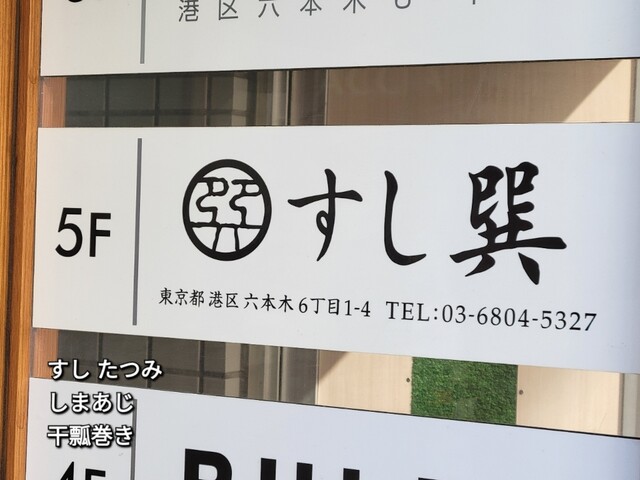 港区六本木
5F
すし巽
東京都港区六本木6丁目1-4 TEL:03-6804-5327
すし たつみ
しまあじ
干瓢巻き